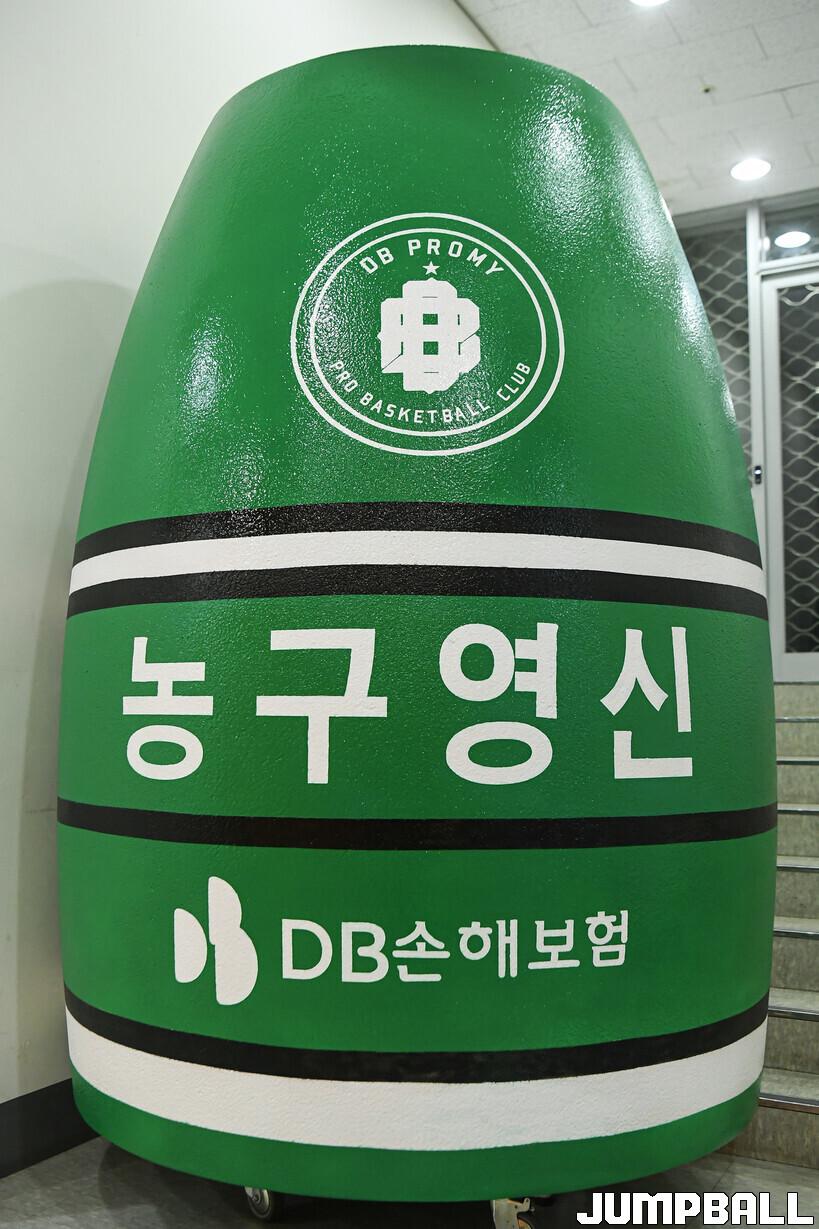 DB PROMY
PRO BASKETBALL CLUB
농구영신
DB손해보험
JUMPBALL